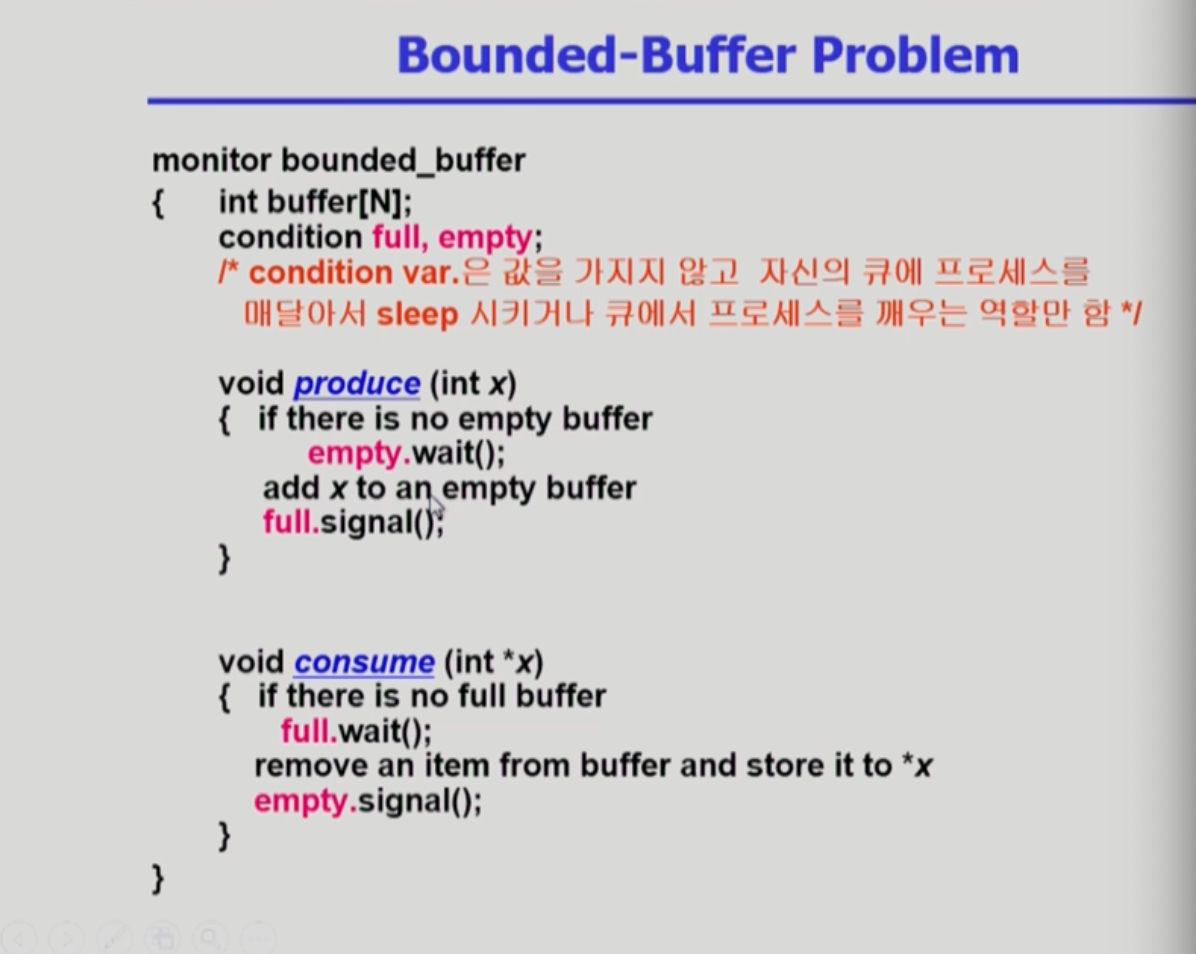 Bounded-Buffer Problem
monitor bounded_buffer
{ int buffer[N];
condition full, empty;
/* condition var.은 값을 가지지 않고 자신의 큐에 프로세스를
매달아서 sleep 시키거나 큐에서 프로세스를 깨우는 역할만 함 */
void produce (int x)
{ if there is no empty buffer
empty.wait();
add x to an empty buffer
full.signal();
}
void consume (int *x)
{ if there is no full buffer
full.wait();
remove an item from buffer and store it to *x
empty.signal();
}
}